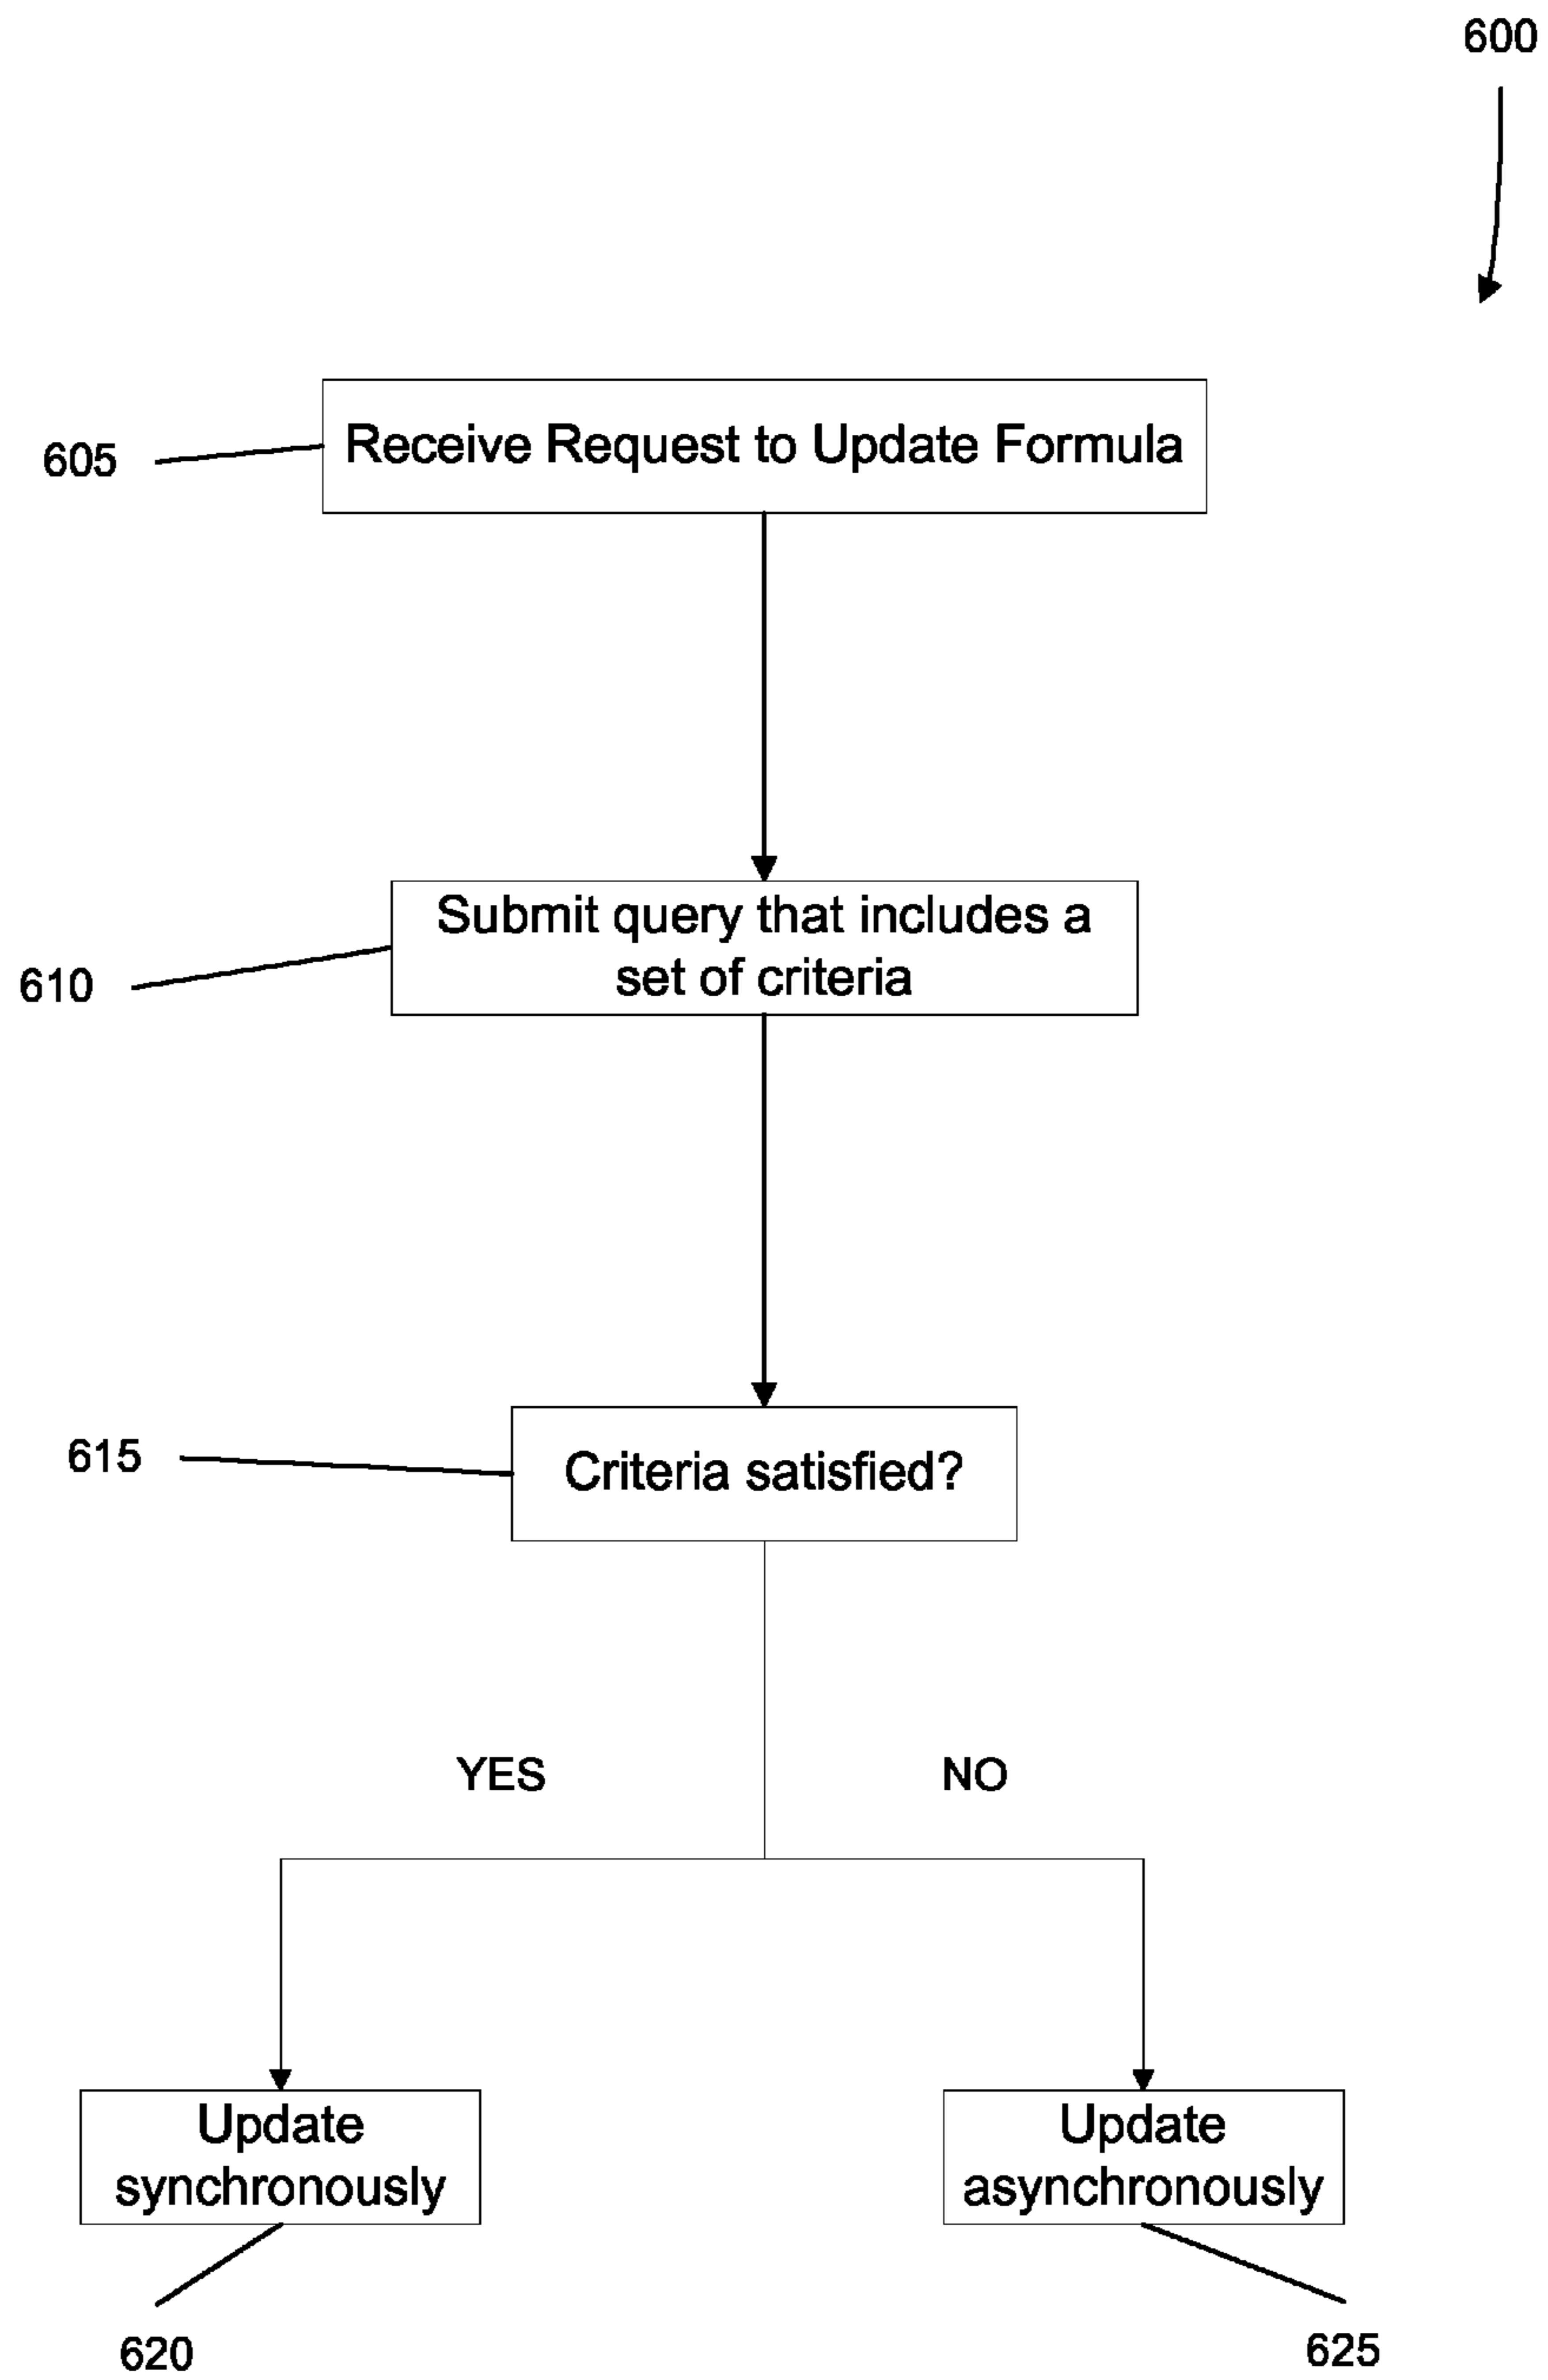 600
605
Receive Request to Update Formula
610
Submit query that includes a
set of criteria
615
Criteria satisfied?
YES
NO
Update
synchronously
Update
asynchronously
620
625